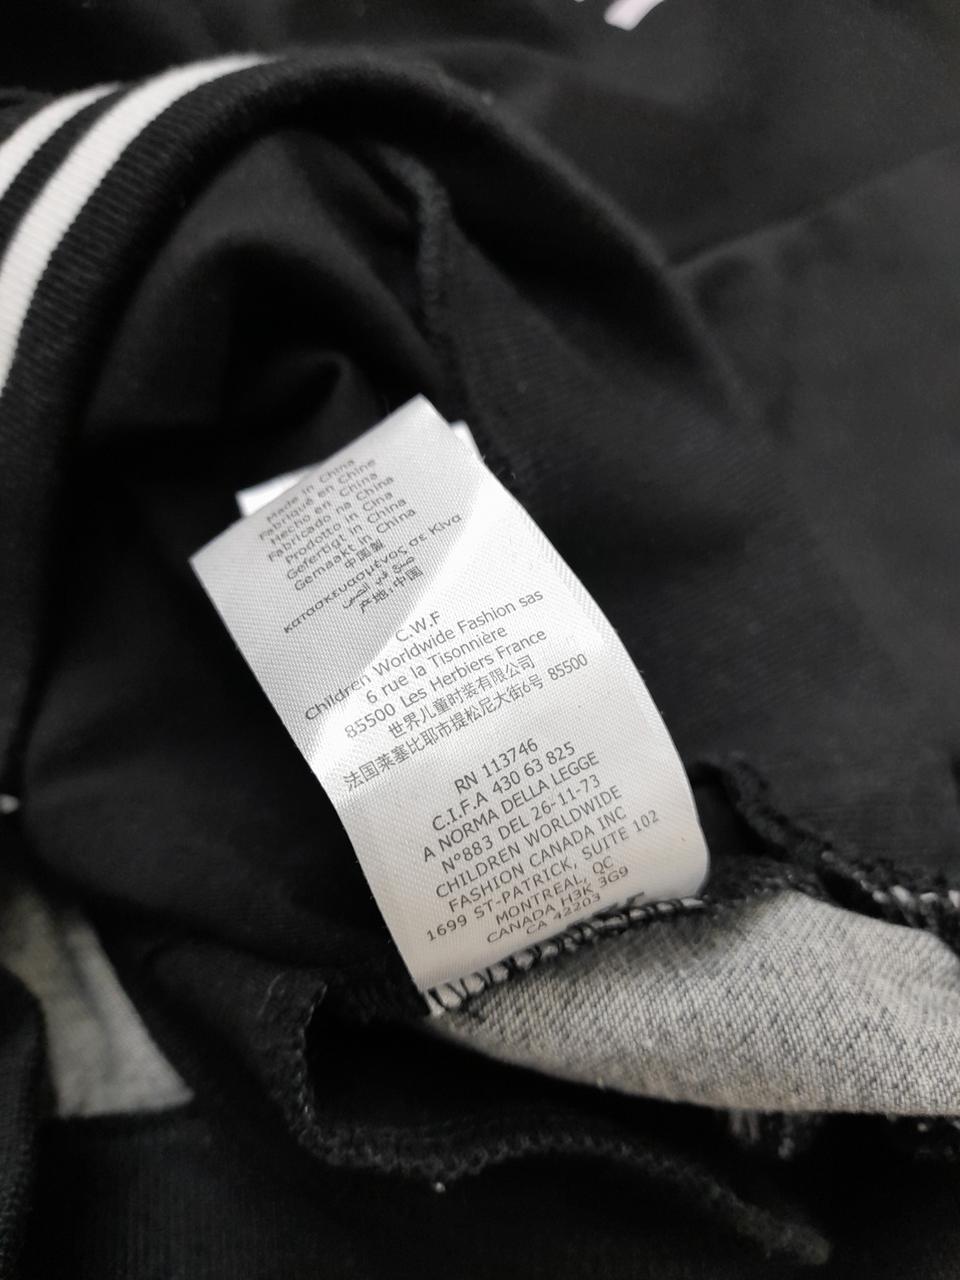 Made in China
Fabriqué en Chine
Hecho en China
Fabricado na China
Prodotto in Cina
Gefertigt in China
Gemaakt in China
中国製
κατασκευασμένος σε Κίνα
صنع في الصين
产地:中国
C.W.F
Children Worldwide Fashion sas
6 rue la Tisonnière
85500 Les Herbiers France
世界儿童时装有限公司
法国莱塞比耶市提松尼大街6号 85500
RN 113746
C.I.F.A 430 63 825
A NORMA DELLA LEGGE
N°883 DEL 26-11-73
CHILDREN WORLDWIDE
FASHION CANADA INC
1699 ST-PATRICK, SUITE 102
MONTREAL, QC
CANADA H3K 3G9
CA 42203